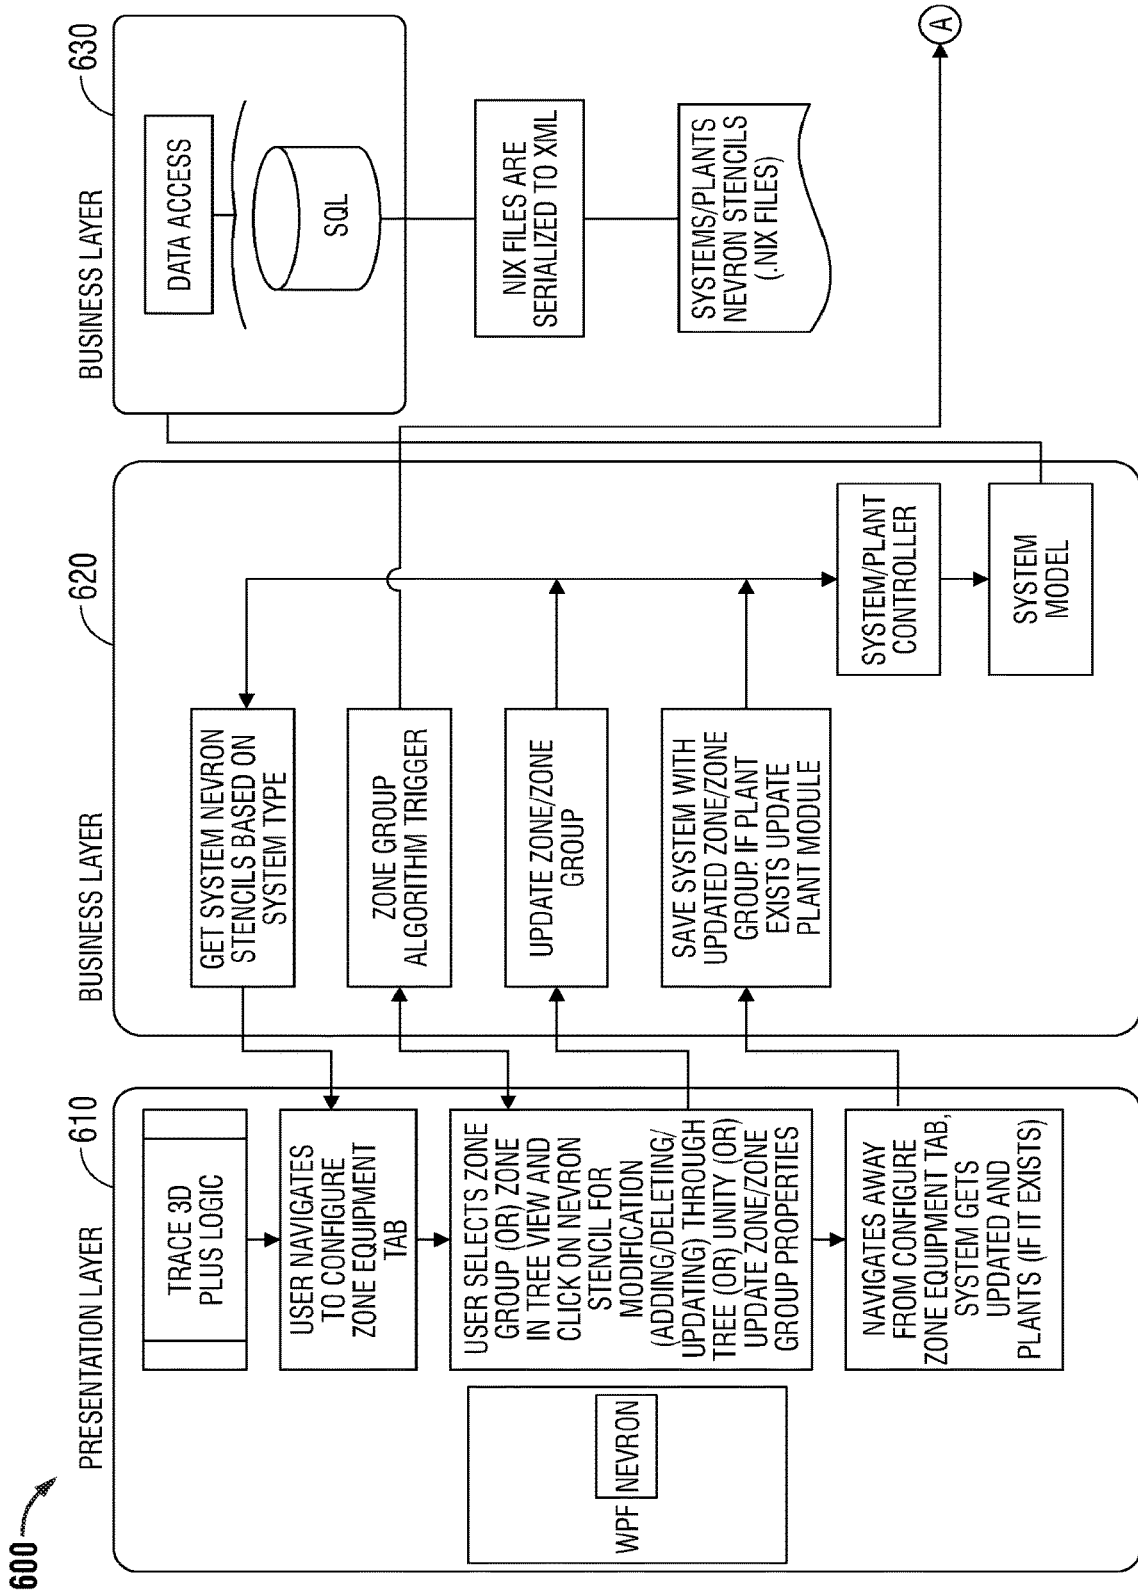 600
PRESENTATION LAYER
610
TRACE 3D
PLUS LOGIC
USER NAVIGATES
TO CONFIGURE
ZONE EQUIPMENT
TAB
USER SELECTS ZONE
GROUP (OR) ZONE
IN TREE VIEW AND
CLICK ON NEVRON
STENCIL FOR
MODIFICATION
(ADDING/DELETING/
UPDATING) THROUGH
TREE (OR) UNITY (OR)
UPDATE ZONE/ZONE
GROUP PROPERTIES
NAVIGATES AWAY
FROM CONFIGURE
ZONE EQUIPMENT TAB,
SYSTEM GETS
UPDATED AND
PLANTS (IF IT EXISTS)
WPF
NEVRON
BUSINESS LAYER
620
GET SYSTEM NEVRON
STENCILS BASED ON
SYSTEM TYPE
ZONE GROUP
ALGORITHM TRIGGER
UPDATE ZONE/ZONE
GROUP
SAVE SYSTEM WITH
UPDATED ZONE/ZONE
GROUP. IF PLANT
EXISTS UPDATE
PLANT MODULE
SYSTEM/PLANT
CONTROLLER
SYSTEM
MODEL
BUSINESS LAYER
630
DATA ACCESS
SQL
NIX FILES ARE
SERIALIZED TO XML
SYSTEMS/PLANTS
NEVRON STENCILS
(.NIX FILES)
A